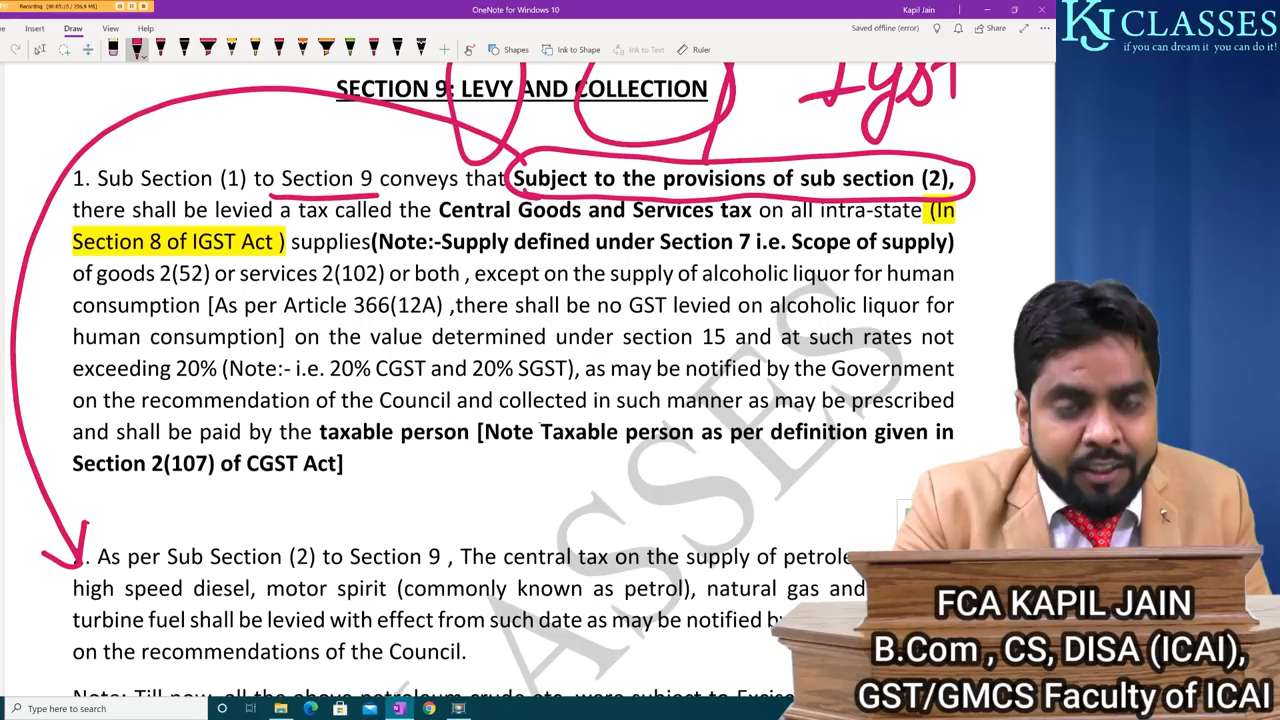 Recording [00:05:15 / 206.9 MB]
OneNote for Windows 10
Kapil Jain
Insert Draw View Help
Saved offline (error)
Share
Shapes
Ink to Shape
Ink to Text
Ruler
KJ CLASSES
if you can dream it you can do it!
Igst
SECTION 9: LEVY AND COLLECTION
1. Sub Section (1) to Section 9 conveys that Subject to the provisions of sub section (2),
there shall be levied a tax called the Central Goods and Services tax on all intra-state (In
Section 8 of IGST Act ) supplies(Note:-Supply defined under Section 7 i.e. Scope of supply)
of goods 2(52) or services 2(102) or both , except on the supply of alcoholic liquor for human
consumption [As per Article 366(12A) ,there shall be no GST levied on alcoholic liquor for
human consumption] on the value determined under section 15 and at such rates not
exceeding 20% (Note:- i.e. 20% CGST and 20% SGST), as may be notified by the Government
on the recommendation of the Council and collected in such manner as may be prescribed
and shall be paid by the taxable person [Note Taxable person as per definition given in
Section 2(107) of CGST Act]
As per Sub Section (2) to Section 9 , The central tax on the supply of
high speed diesel, motor spirit (commonly known as petrol), natural gas and
turbine fuel shall be levied with effect from such date as may be notified
on the recommendations of the Council.
ASSES
FCA KAPIL JAIN
B.Com , CS, DISA (ICAI),
GST/GMCS Faculty of ICAI
Type here to search